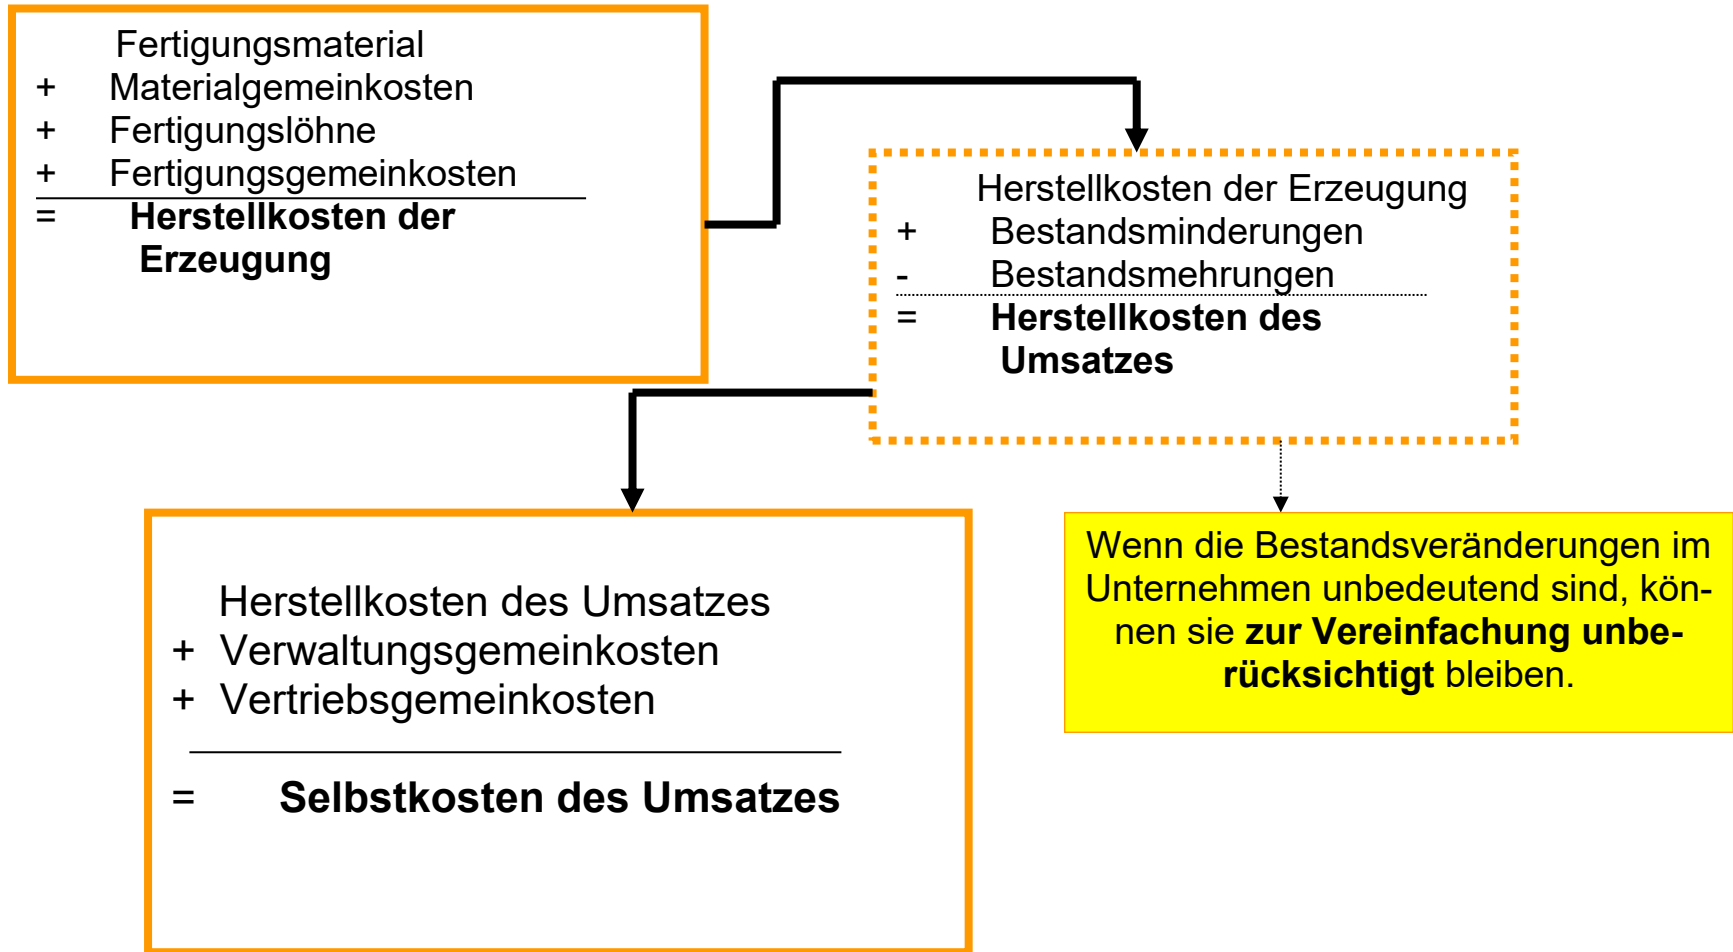 Fertigungsmaterial
+ Materialgemeinkosten
+ Fertigungslöhne
+ Fertigungsgemeinkosten
= Herstellkosten der
Erzeugung
Herstellkosten der Erzeugung
+ Bestandsminderungen
- Bestandsmehrungen
= Herstellkosten des
Umsatzes
Herstellkosten des Umsatzes
+ Verwaltungsgemeinkosten
+ Vertriebsgemeinkosten
= Selbstkosten des Umsatzes
Wenn die Bestandsveränderungen im
Unternehmen unbedeutend sind, kön-
nen sie zur Vereinfachung unbe-
rücksichtigt bleiben.